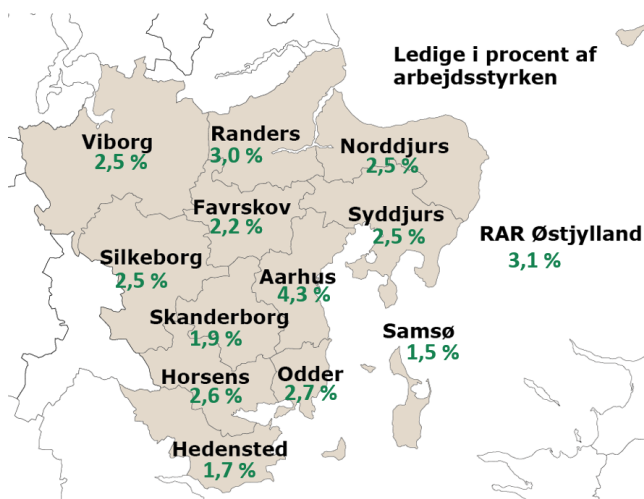 Ledige i procent af
arbejdsstyrken
Viborg
2,5 %
Randers
3,0 %
Norddjurs
2,5 %
Favrskov
2,2 %
Syddjurs
2,5 %
RAR Østjylland
3,1 %
Silkeborg
2,5 %
Aarhus
4,3 %
Skanderborg
1,9 %
Samsø
1,5 %
Horsens
2,6 %
Odder
2,7 %
Hedensted
1,7 %